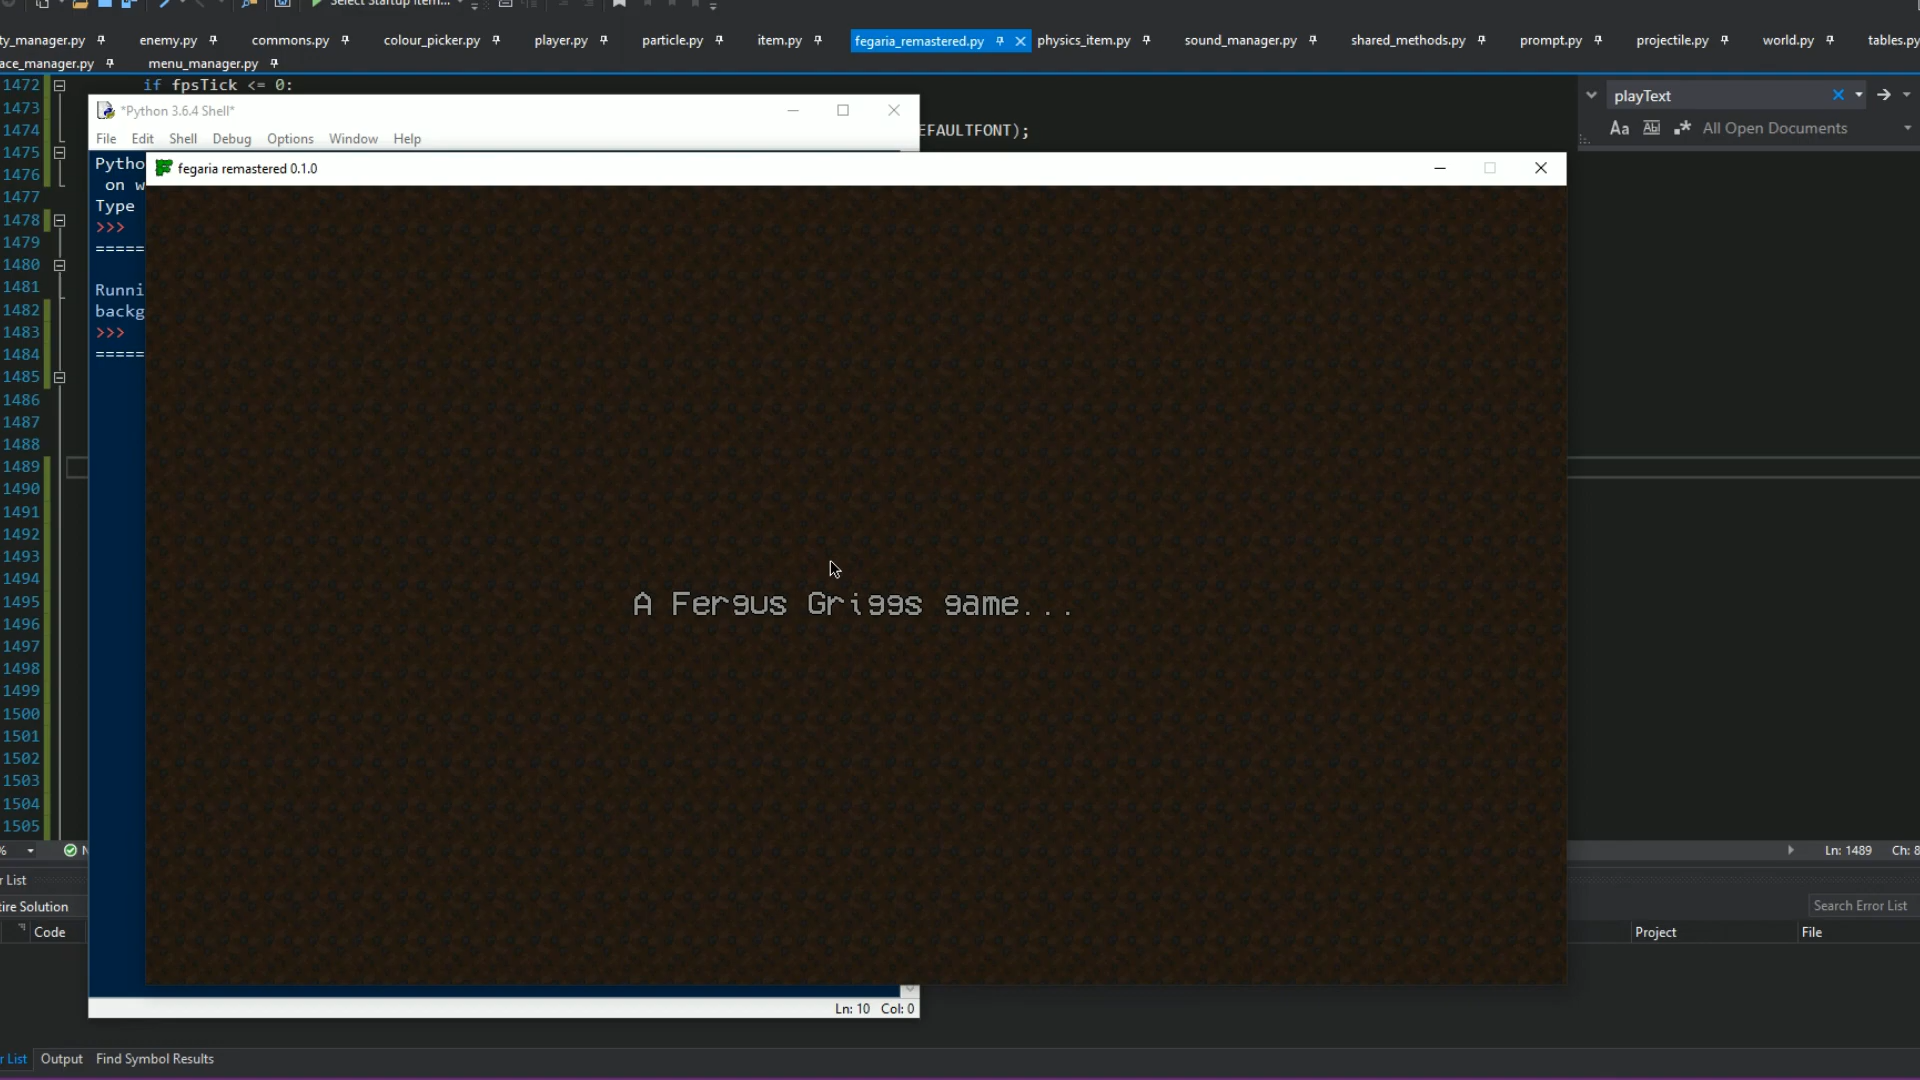 Select Startup Item...
ty_manager.py enemy.py commons.py colour_picker.py player.py particle.py item.py fegaria_remastered.py physics_item.py sound_manager.py shared_methods.py prompt.py projectile.py world.py tables.py
ace_manager.py menu_manager.py
1472 if fpsTick <= 0:
1473
1474 EFAULTFONT);
1475
1476
1477
1478
1479
1480
1481
1482
1483
1484
1485
1486
1487
1488
1489
1490
1491
1492
1493
1494
1495
1496
1497
1498
1499
1500
1501
1502
1503
1504
1505
playText
Aa Ab All Open Documents
*Python 3.6.4 Shell*
File Edit Shell Debug Options Window Help
Pytho
on w
Type
>>>
=====
Runni
backg
>>>
=====
fegaria remastered 0.1.0
A Fergus Griggs game...
Ln: 10 Col: 0
% N
Ln: 1489 Ch: 8
r List
tire Solution Search Error List
Code Project File
r List Output Find Symbol Results